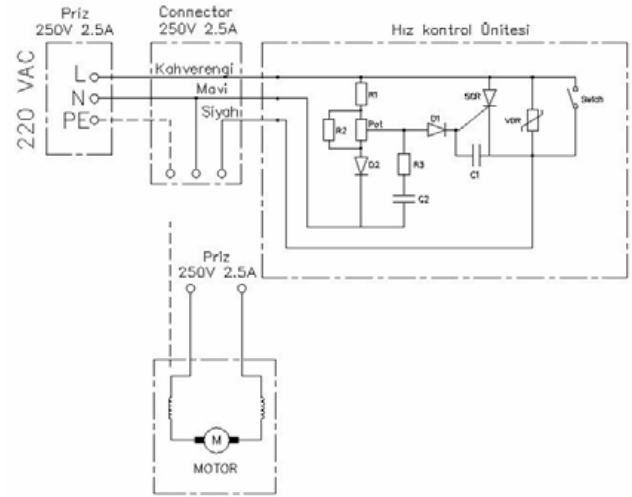 Priz
250V 2.5A
Connector
250V 2.5A
Hız kontrol Ünitesi
220 VAC
L
N
PE
Kahverengi
Mavi
Siyah
R1
R2
Pot
D2
D1
R3
C2
SCR
C1
VDR
Switch
Priz
250V 2.5A
M
MOTOR